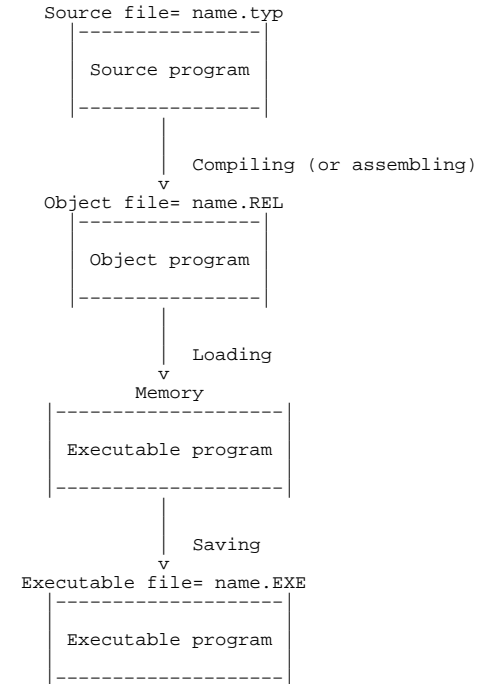 Source file= name.typ
Source program
Compiling (or assembling)
v
Object file= name.REL
Object program
Loading
v
Memory
Executable program
Saving
v
Executable file= name.EXE
Executable program